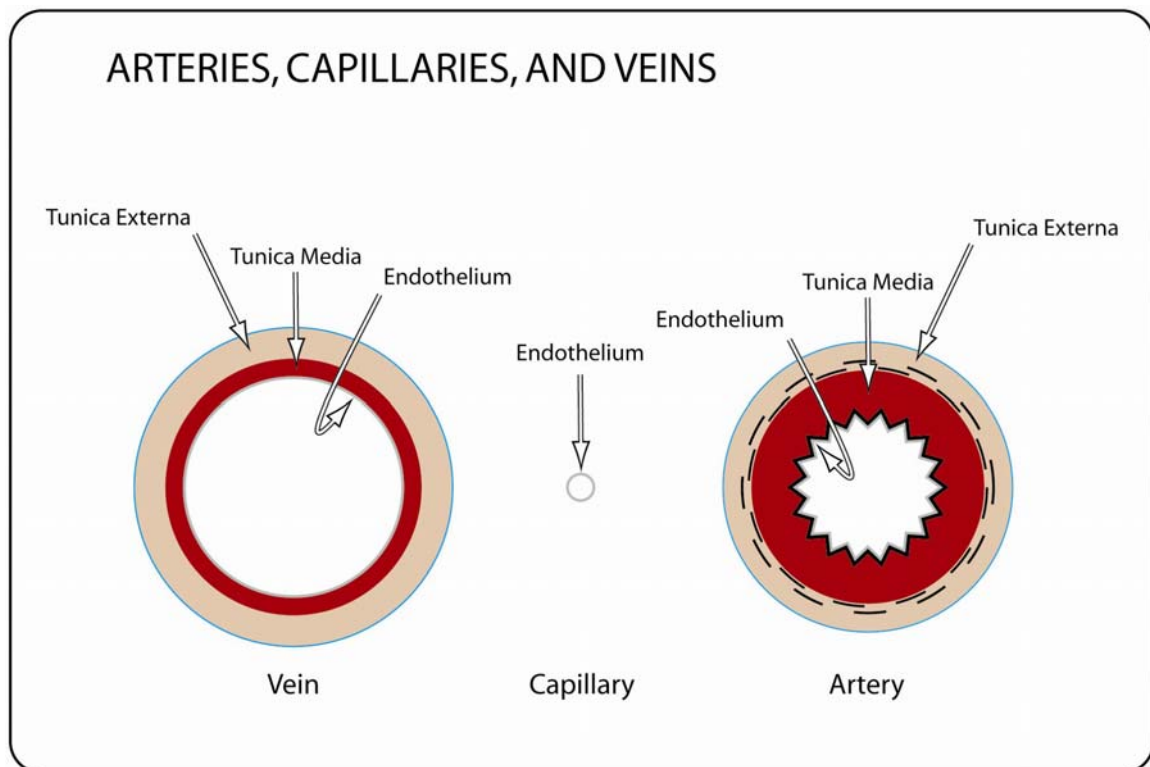 ARTERIES, CAPILLARIES, AND VEINS
Tunica Externa
Tunica Media
Endothelium
Endothelium
Endothelium
Tunica Media
Tunica Externa
Vein
Capillary
Artery